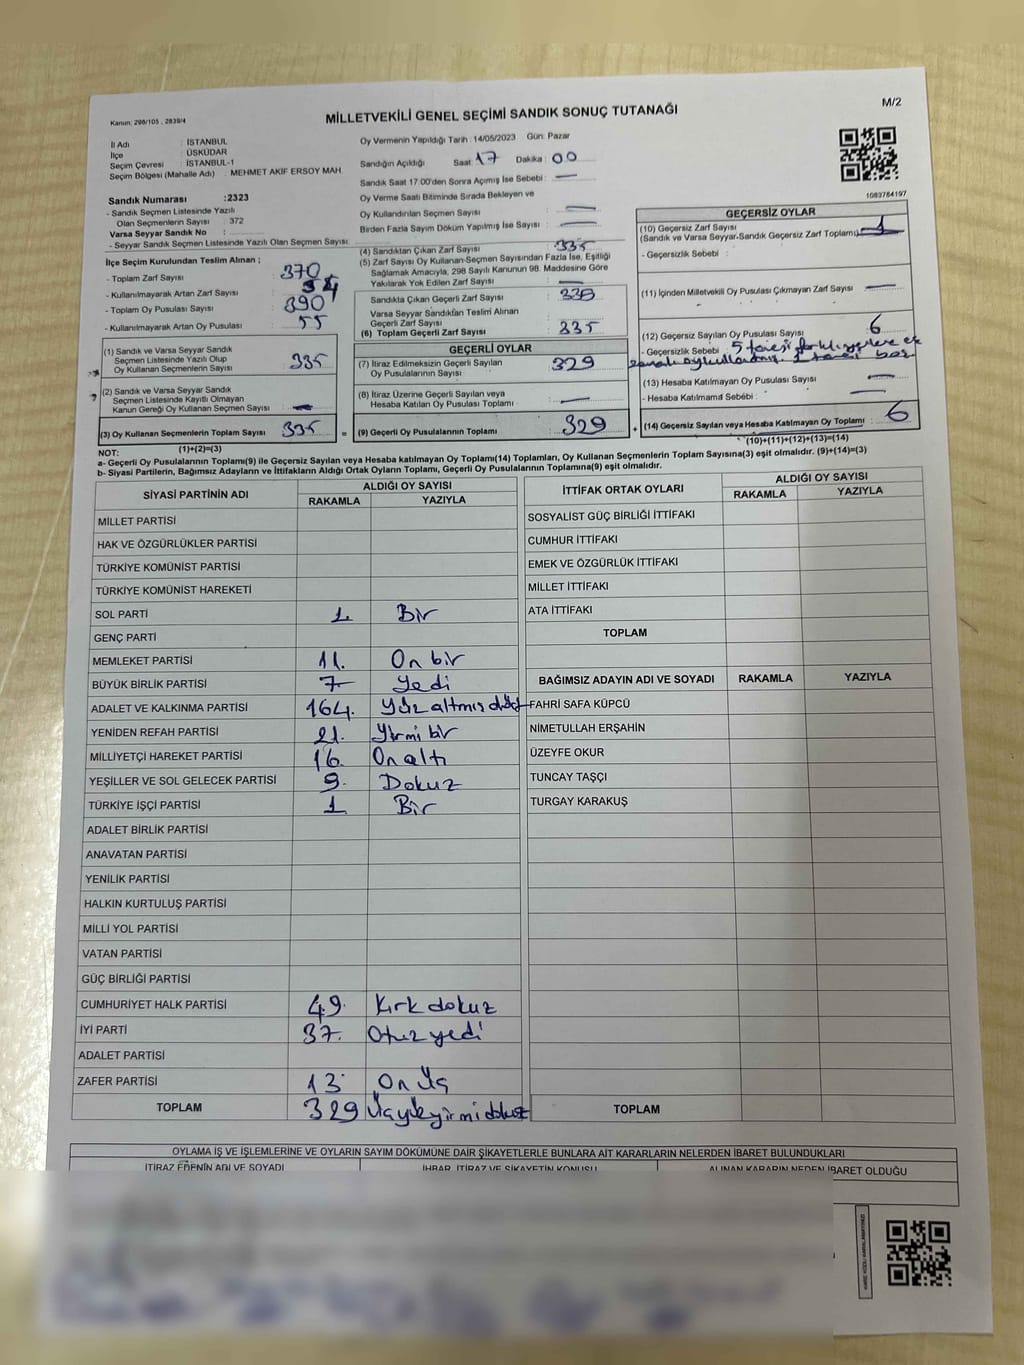 Kanun: 298/105 , 2839/4
MİLLETVEKİLİ GENEL SEÇİMİ SANDIK SONUÇ TUTANAĞI
M/2
İl Adı : İSTANBUL
İlçe : ÜSKÜDAR
Seçim Çevresi : İSTANBUL-1
Seçim Bölgesi (Mahalle Adı) : MEHMET AKİF ERSOY MAH.
Sandık Numarası :2323
- Sandık Seçmen Listesinde Yazılı
Olan Seçmenlerin Sayısı : 372
Varsa Seyyar Sandık No :
- Seyyar Sandık Seçmen Listesinde Yazılı Olan Seçmen Sayısı
İlçe Seçim Kurulundan Teslim Alınan ;
- Toplam Zarf Sayısı : 370
- Kullanılmayarak Artan Zarf Sayısı :
- Toplam Oy Pusulası : 390
- Kullanılmayarak Artan Oy Pusulası : 55
(1) Sandık ve Varsa Seyyar Sandık
Seçmen Listesinde Yazılı Olup
Oy Kullanan Seçmenlerin Sayısı : 335
(2) Sandık ve Varsa Seyyar Sandık
Seçmen Listesinde Kayıtlı Olmayan
Kanun Gereği Oy Kullanan Seçmen Sayısı : —
(3) Oy Kullanan Seçmenlerin Toplam Sayısı : 335
(1)+(2)=(3)
Oy Vermenin Yapıldığı Tarih : 14/05/2023 Gün: Pazar
Sandığın Açıldığı Saat : 17 Dakika : 00
Sandık Saat 17.00'den Sonra Açılmış İse Sebebi : —
Oy Verme Saati Bitiminde Sırada Bekleyen ve
Oy Kullandırılan Seçmen Sayısı : —
Birden Fazla Sayım Döküm Yapılmış İse Sayısı : —
(4) Sandıktan Çıkan Zarf Sayısı : 335
(5) Zarf Sayısı Oy Kullanan Seçmen Sayısından Fazla İse, Eşitliği
Sağlamak Amacıyla, 298 Sayılı Kanunun 98. Maddesine Göre
Yakılarak Yok Edilen Zarf Sayısı : —
Sandıkta Çıkan Geçerli Zarf Sayısı : 335
Varsa Seyyar Sandıktan Teslim Alınan
Geçerli Zarf Sayısı :
(6) Toplam Geçerli Zarf Sayısı : 335
GEÇERLİ OYLAR
(7) İtiraz Edilmeksizin Geçerli Sayılan
Oy Pusulalarının Sayısı : 329
(8) İtiraz Üzerine Geçerli Sayılan veya
Hesaba Katılan Oy Pusulası Toplamı : —
= (9) Geçerli Oy Pusulalarının Toplamı : 329
1083784197
GEÇERSİZ OYLAR
(10) Geçersiz Zarf Sayısı
(Sandık ve Varsa Seyyar Sandık Geçersiz Zarf Toplamı) :
- Geçersizlik Sebebi :
(11) İçinden Milletvekili Oy Pusulası Çıkmayan Zarf Sayısı : —
(12) Geçersiz Sayılan Oy Pusulası Sayısı : 6
- Geçersizlik Sebebi : 5 tanesi
1 tanesi boş.
(13) Hesaba Katılmayan Oy Pusulası Sayısı : —
- Hesaba Katılmama Sebebi : —
+ (14) Geçersiz Sayılan veya Hesaba Katılmayan Oy Toplamı : 6
(10)+(11)+(12)+(13)=(14)
NOT:
a- Geçerli Oy Pusulalarının Toplamı(9) ile Geçersiz Sayılan veya Hesaba katılmayan Oy Toplamı(14) Toplamları, Oy Kullanan Seçmenlerin Toplam Sayısına(3) eşit olmalıdır. (9)+(14)=(3)
b- Siyasi Partilerin, Bağımsız Adayların ve İttifakların Aldığı Ortak Oyların Toplamı, Geçerli Oy Pusulalarının Toplamına(9) eşit olmalıdır.
SİYASİ PARTİNİN ADI ALDIĞI OY SAYISI
RAKAMLA YAZIYLA
MİLLET PARTİSİ
HAK VE ÖZGÜRLÜKLER PARTİSİ
TÜRKİYE KOMÜNİST PARTİSİ
TÜRKİYE KOMÜNİST HAREKETİ
SOL PARTİ 1. Bir
GENÇ PARTİ
MEMLEKET PARTİSİ 11. On bir
BÜYÜK BİRLİK PARTİSİ 7 Yedi
ADALET VE KALKINMA PARTİSİ 164. Yüz altmış dört
YENİDEN REFAH PARTİSİ 21. Yirmi bir
MİLLİYETÇİ HAREKET PARTİSİ 16. On altı
YEŞİLLER VE SOL GELECEK PARTİSİ 9. Dokuz
TÜRKİYE İŞÇİ PARTİSİ 1. Bir
ADALET BİRLİK PARTİSİ
ANAVATAN PARTİSİ
YENİLİK PARTİSİ
HALKIN KURTULUŞ PARTİSİ
MİLLİ YOL PARTİSİ
VATAN PARTİSİ
GÜÇ BİRLİĞİ PARTİSİ
CUMHURİYET HALK PARTİSİ 49. Kırk dokuz
İYİ PARTİ 37. Otuz yedi
ADALET PARTİSİ
ZAFER PARTİSİ 13. On üç
TOPLAM 329 Üçyüzyirmidokuz
İTTİFAK ORTAK OYLARI ALDIĞI OY SAYISI
RAKAMLA YAZIYLA
SOSYALİST GÜÇ BİRLİĞİ İTTİFAKI
CUMHUR İTTİFAKI
EMEK VE ÖZGÜRLÜK İTTİFAKI
MİLLET İTTİFAKI
ATA İTTİFAKI
TOPLAM
BAĞIMSIZ ADAYIN ADI VE SOYADI RAKAMLA YAZIYLA
FAHRİ SAFA KÜPCÜ
NİMETULLAH ERŞAHİN
ÜZEYFE OKUR
TUNCAY TAŞÇI
TURGAY KARAKUŞ
TOPLAM
OYLAMA İŞ VE İŞLEMLERİNE VE OYLARIN SAYIM DÖKÜMÜNE DAİR ŞİKAYETLERLE BUNLARA AİT KARARLARIN NELERDEN İBARET BULUNDUKLARI
İTİRAZ EDENİN ADI VE SOYADI İHBAR, İTİRAZ VE ŞİKAYETİN KONUSU ALINAN KARARIN NEDEN İBARET OLDUĞU